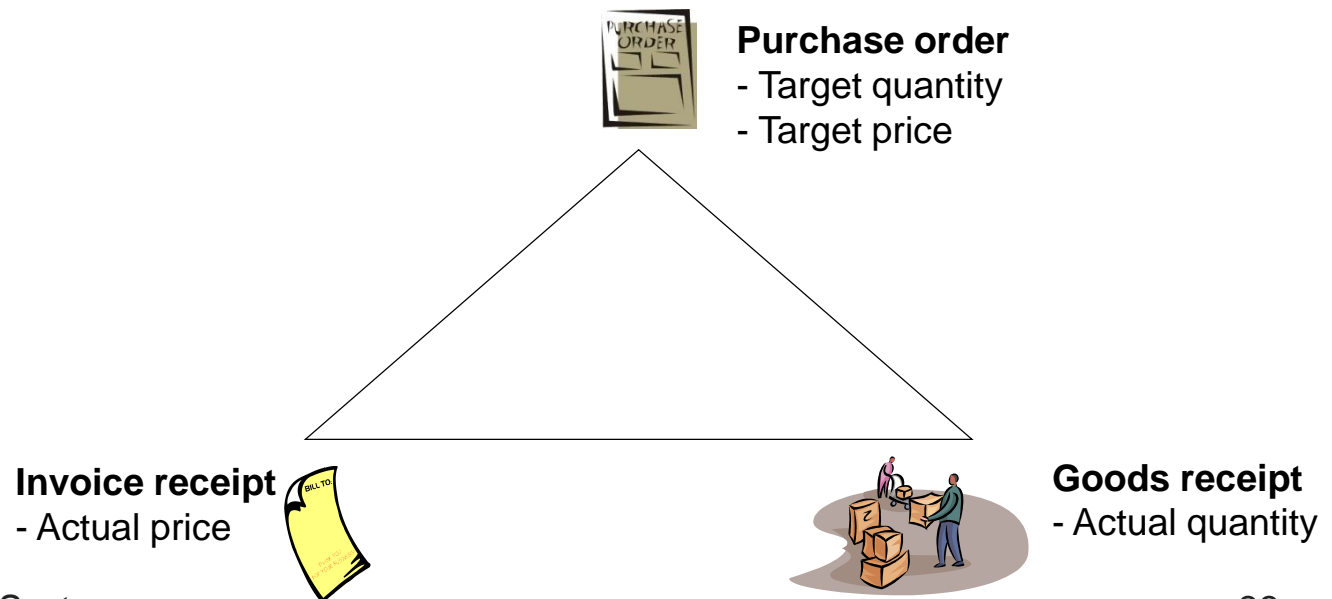 PURCHASE
ORDER
Purchase order
- Target quantity
- Target price
Invoice receipt
- Actual price
BILL TO:
Goods receipt
- Actual quantity